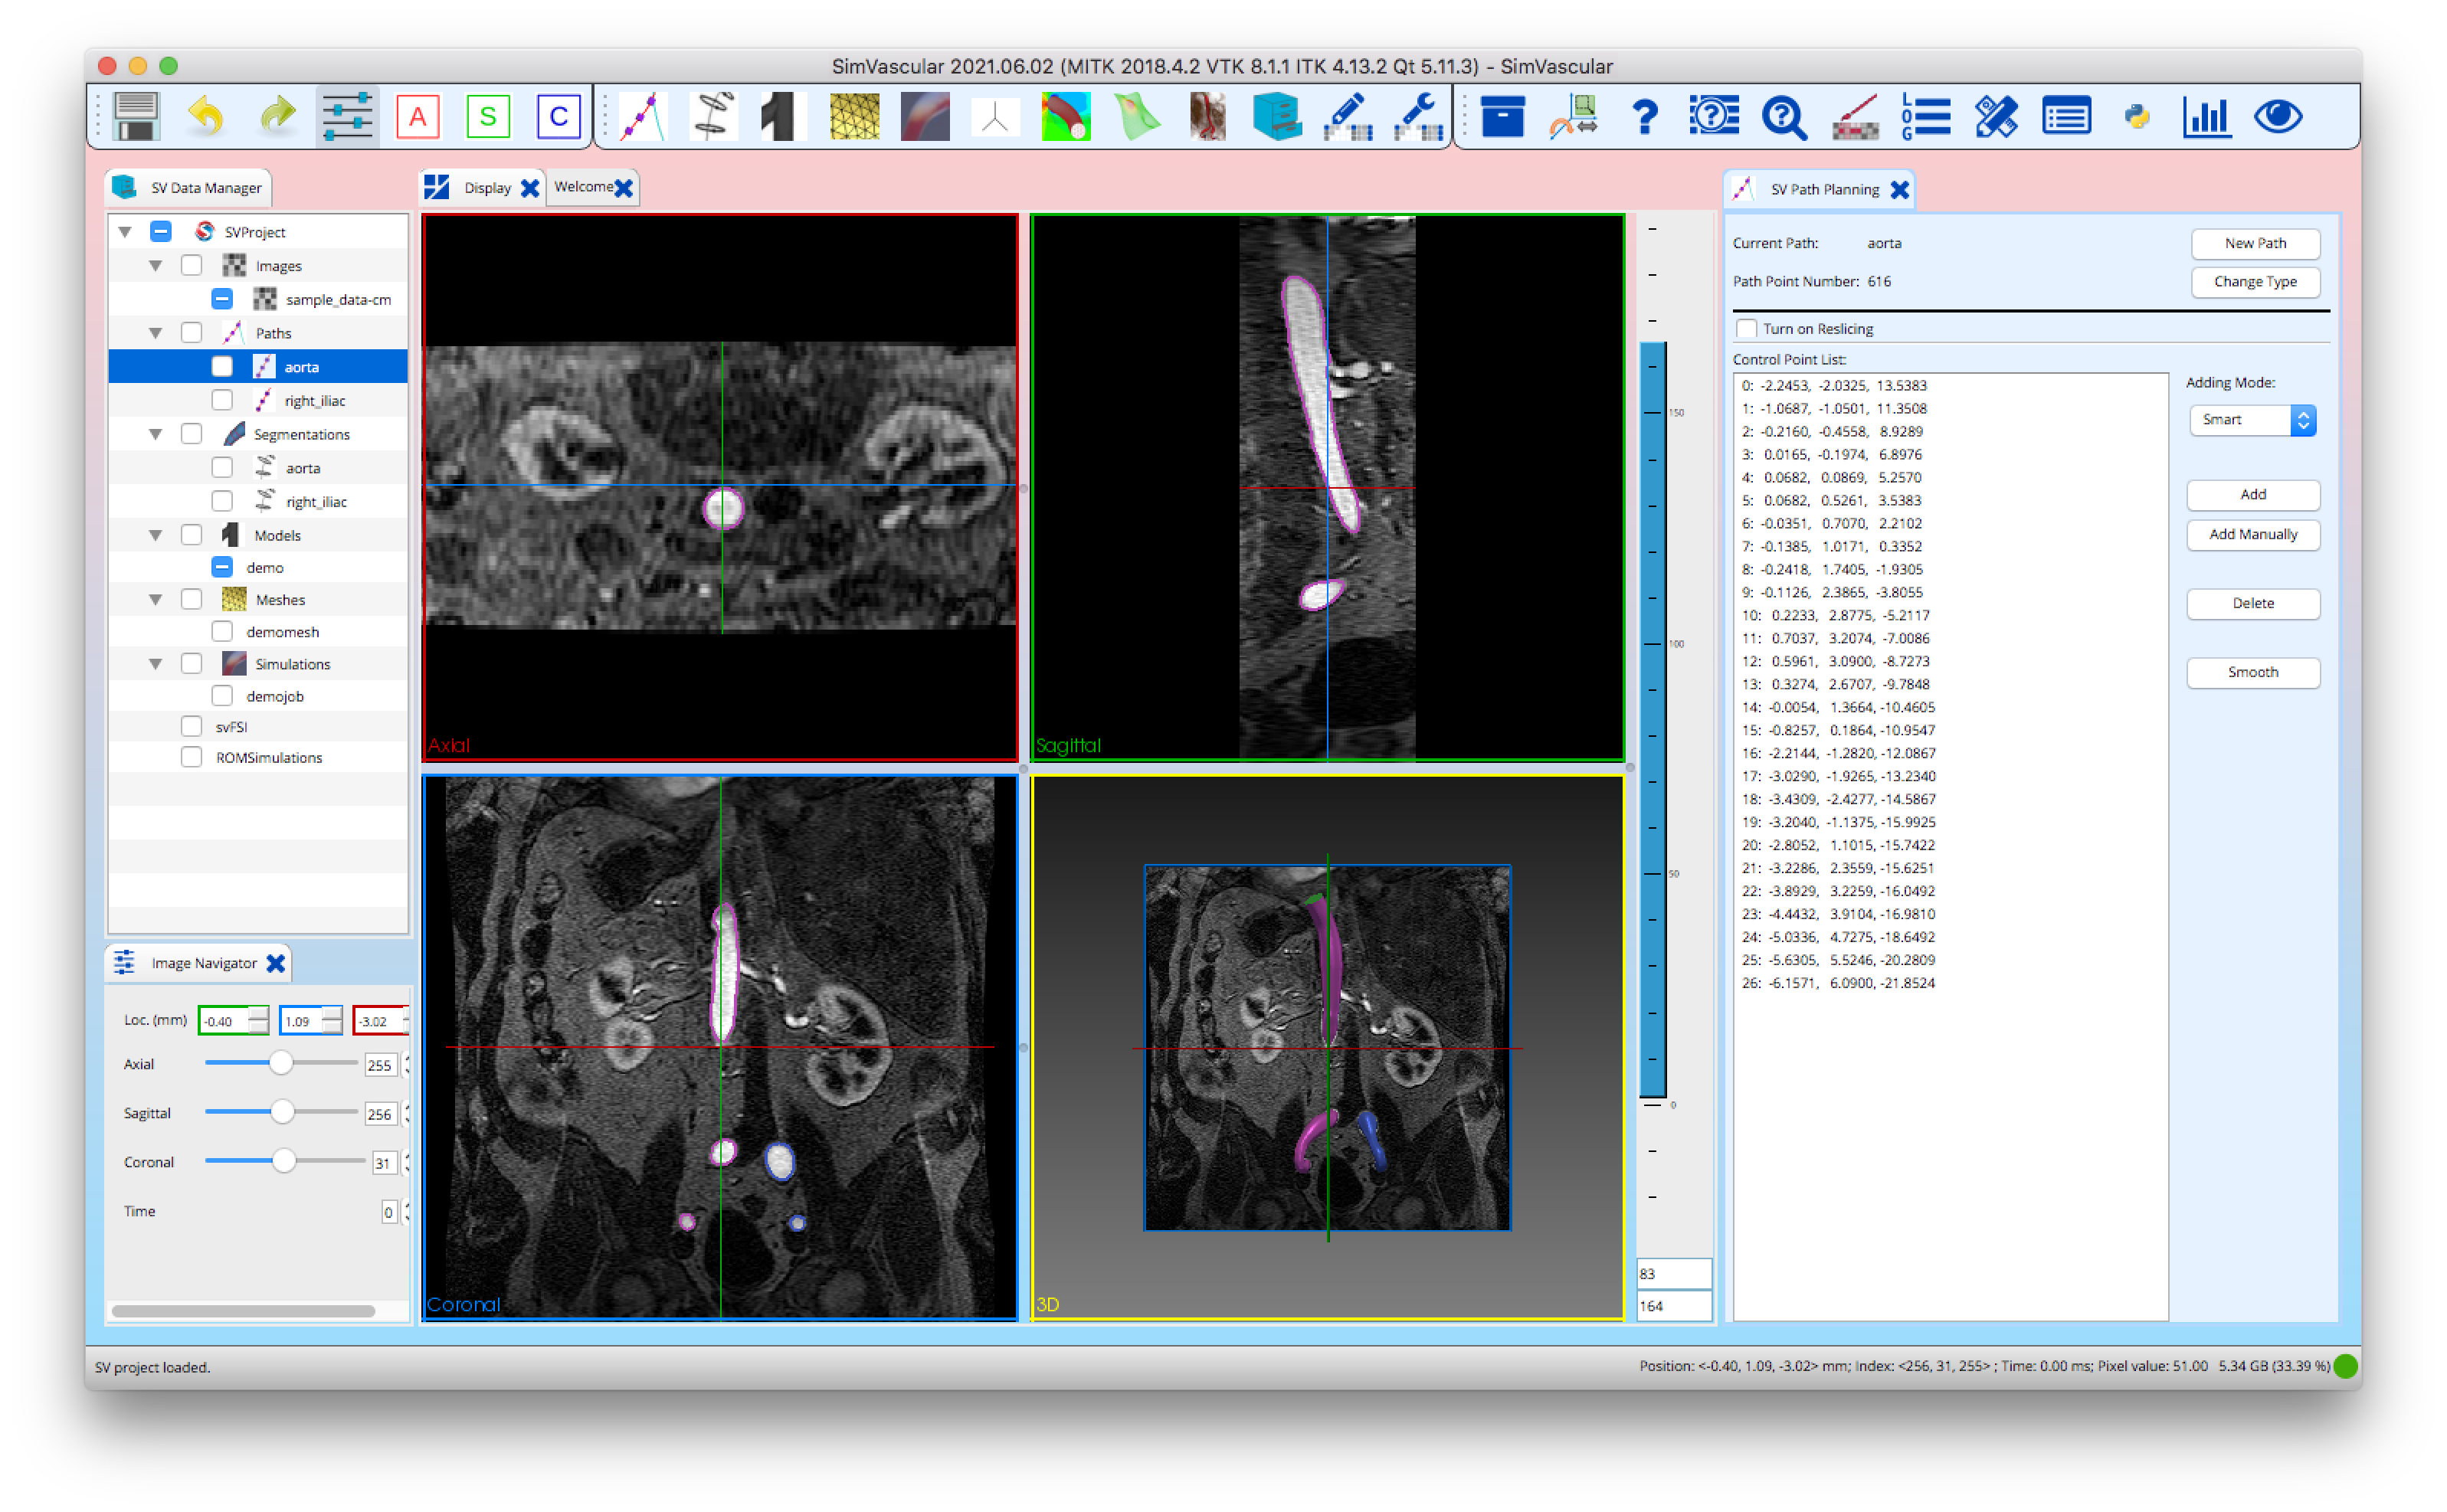 SimVascular 2021.06.02 (MITK 2018.4.2 VTK 8.1.1 ITK 4.13.2 Qt 5.11.3) - SimVascular
A S C
LOG
SV Data Manager
SVProject
Images
sample_data-cm
Paths
aorta
right_iliac
Segmentations
aorta
right_iliac
Models
demo
Meshes
demomesh
Simulations
demojob
svFSI
ROMSimulations
Image Navigator
Loc. (mm) -0.40 1.09 -3.02
Axial 255
Sagittal 256
Coronal 31
Time 0
Display Welcome
Axial
Sagittal
Coronal
3D
150
100
50
0
83
164
SV Path Planning
Current Path: aorta
New Path
Path Point Number: 616
Change Type
Turn on Reslicing
Control Point List:
0: -2.2453, -2.0325, 13.5383
1: -1.0687, -1.0501, 11.3508
2: -0.2160, -0.4558, 8.9289
3: 0.0165, -0.1974, 6.8976
4: 0.0682, 0.0869, 5.2570
5: 0.0682, 0.5261, 3.5383
6: -0.0351, 0.7070, 2.2102
7: -0.1385, 1.0171, 0.3352
8: -0.2418, 1.7405, -1.9305
9: -0.1126, 2.3865, -3.8055
10: 0.2233, 2.8775, -5.2117
11: 0.7037, 3.2074, -7.0086
12: 0.5961, 3.0900, -8.7273
13: 0.3274, 2.6707, -9.7848
14: -0.0054, 1.3664, -10.4605
15: -0.8257, 0.1864, -10.9547
16: -2.2144, -1.2820, -12.0867
17: -3.0290, -1.9265, -13.2340
18: -3.4309, -2.4277, -14.5867
19: -3.2040, -1.1375, -15.9925
20: -2.8052, 1.1015, -15.7422
21: -3.2286, 2.3559, -15.6251
22: -3.8929, 3.2259, -16.0492
23: -4.4432, 3.9104, -16.9810
24: -5.0336, 4.7275, -18.6492
25: -5.6305, 5.5246, -20.2809
26: -6.1571, 6.0900, -21.8524
Adding Mode:
Smart
Add
Add Manually
Delete
Smooth
SV project loaded.
Position: <-0.40, 1.09, -3.02> mm; Index: <256, 31, 255> ; Time: 0.00 ms; Pixel value: 51.00 5.34 GB (33.39 %)